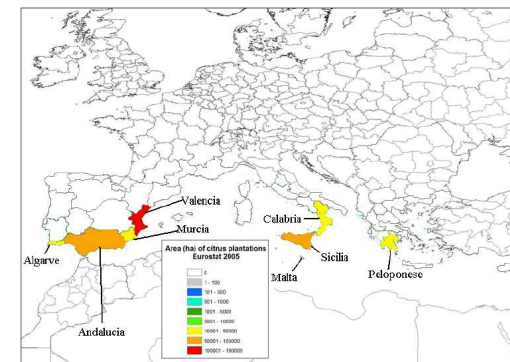 Valencia
Murcia
Calabria
Algarve
Area (ha) of citrus plantations
Eurostat 2005
Sicilia
Malta
Peloponese
0
1 - 100
101 - 500
501 - 1000
1001 - 5000
5001 - 10000
10001 - 50000
50001 - 100000
100001 - 190000
Andalucia